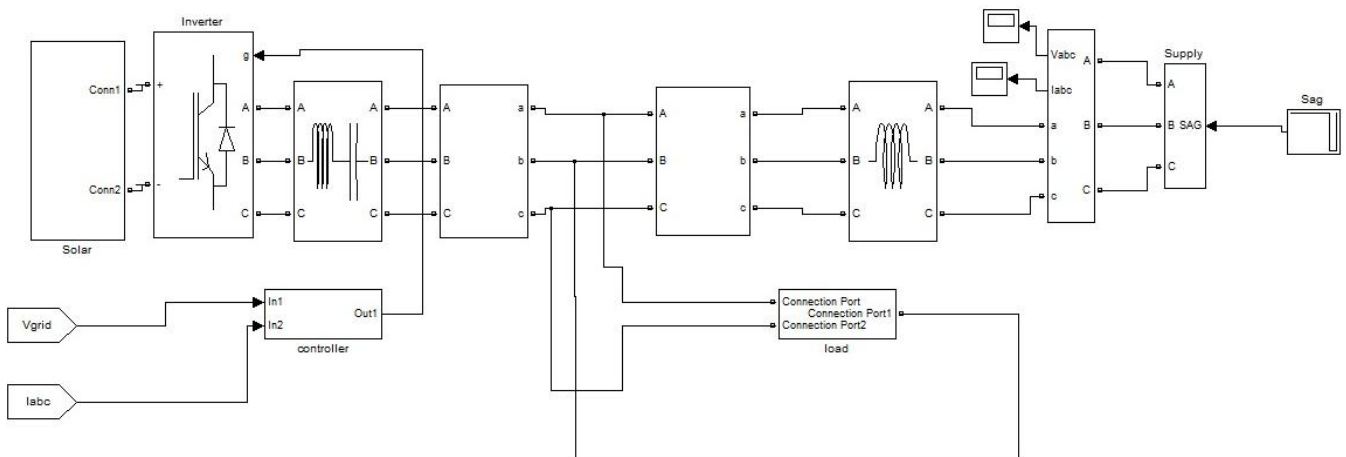 Inverter
g
Conn1
+
A
B
C
Conn2
-
Solar
A
B
C
A
B
C
A
B
C
a
b
c
A
B
C
a
b
c
A
B
C
A
B
C
Vabc
Iabc
a
b
c
A
B
C
Supply
A
B
C
SAG
Sag
Vgrid
Iabc
In1
In2
Out1
controller
Connection Port
Connection Port1
Connection Port2
load